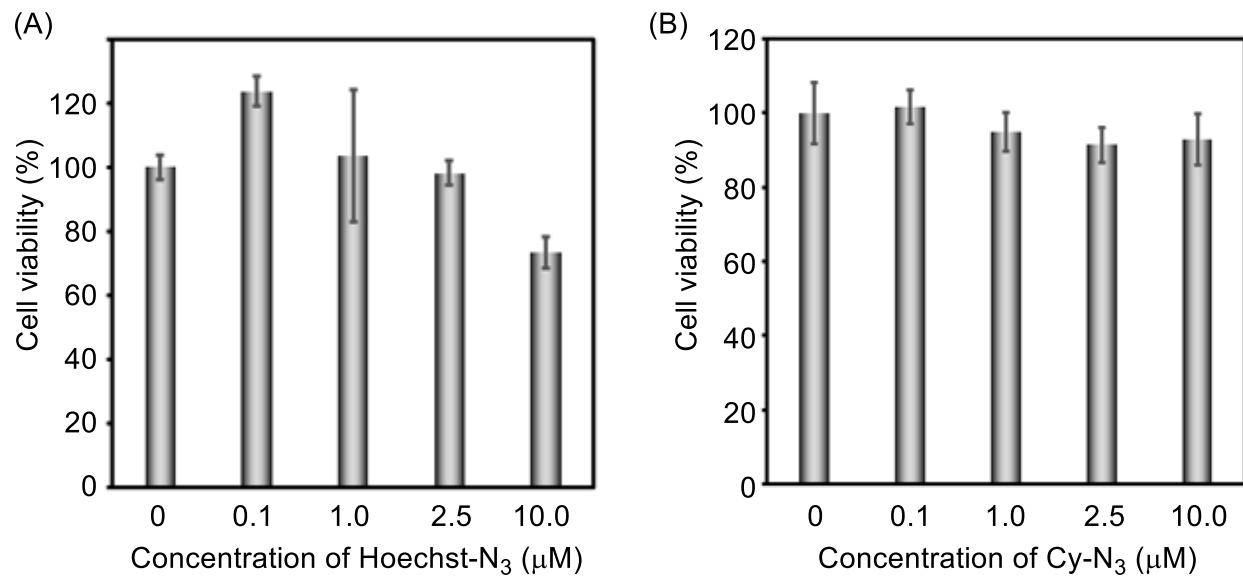 (A)
Cell viability (%)
120
100
80
60
40
20
0
0 0.1 1.0 2.5 10.0
Concentration of Hoechst-N₃ (μM)
(B)
Cell viability (%)
120
100
80
60
40
20
0
0 0.1 1.0 2.5 10.0
Concentration of Cy-N₃ (μM)